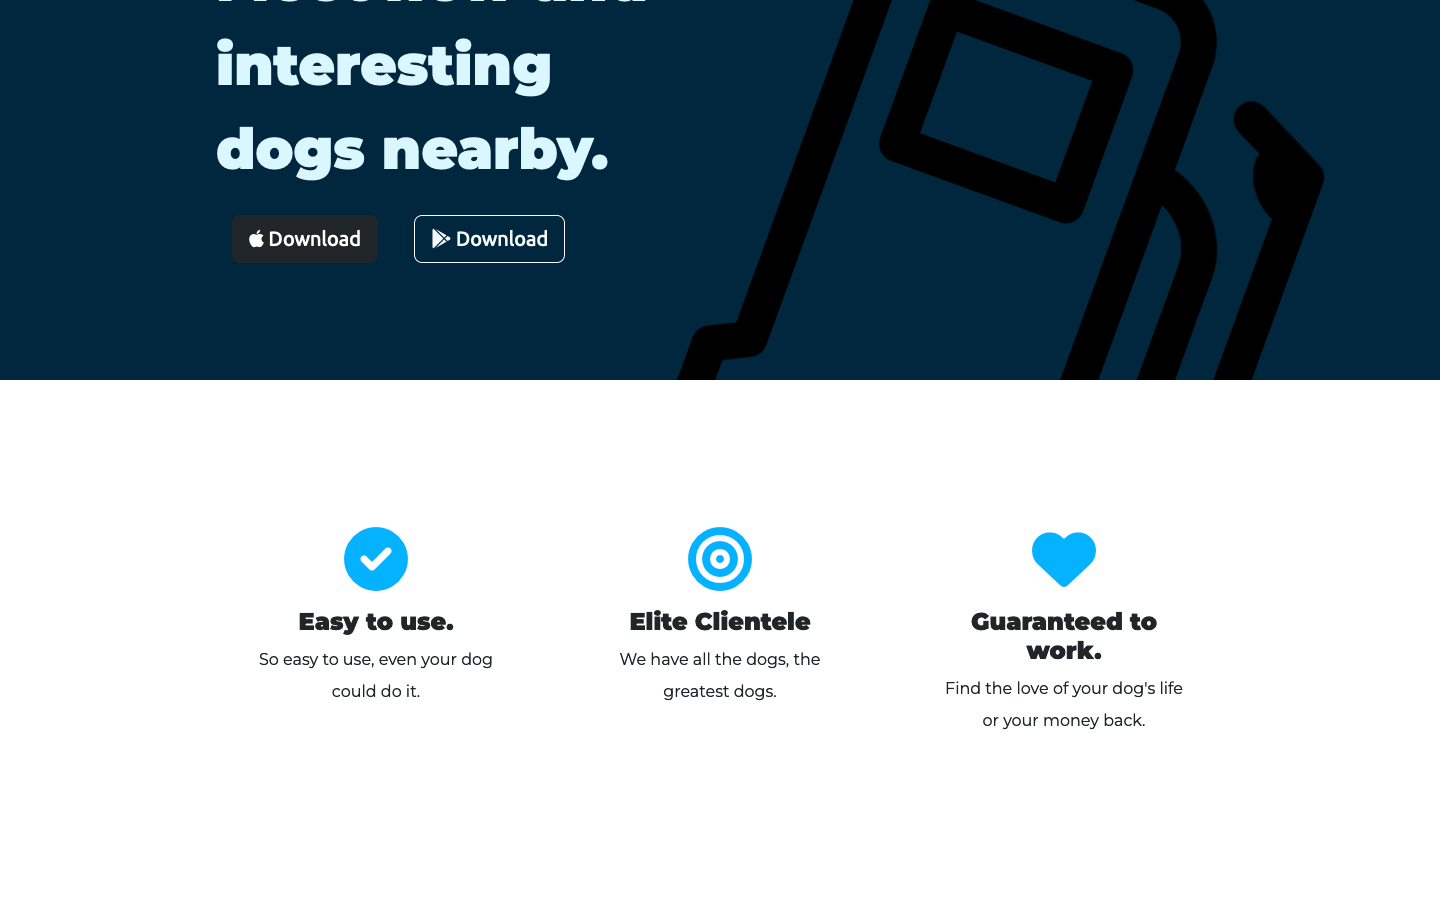 interesting
dogs nearby.
Download
Download
Easy to use.
So easy to use, even your dog
could do it.
Elite Clientele
We have all the dogs, the
greatest dogs.
Guaranteed to
work.
Find the love of your dog's life
or your money back.